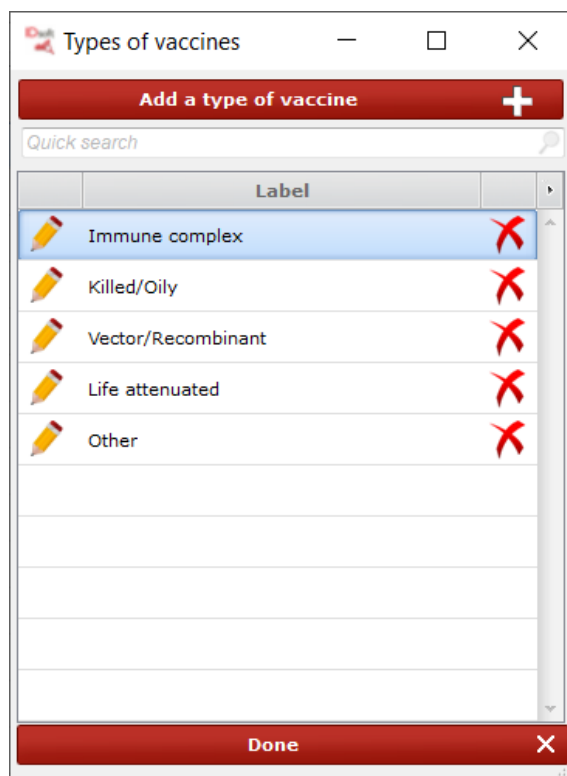 Types of vaccines
Add a type of vaccine
Quick search
Label
Immune complex
Killed/Oily
Vector/Recombinant
Life attenuated
Other
Done